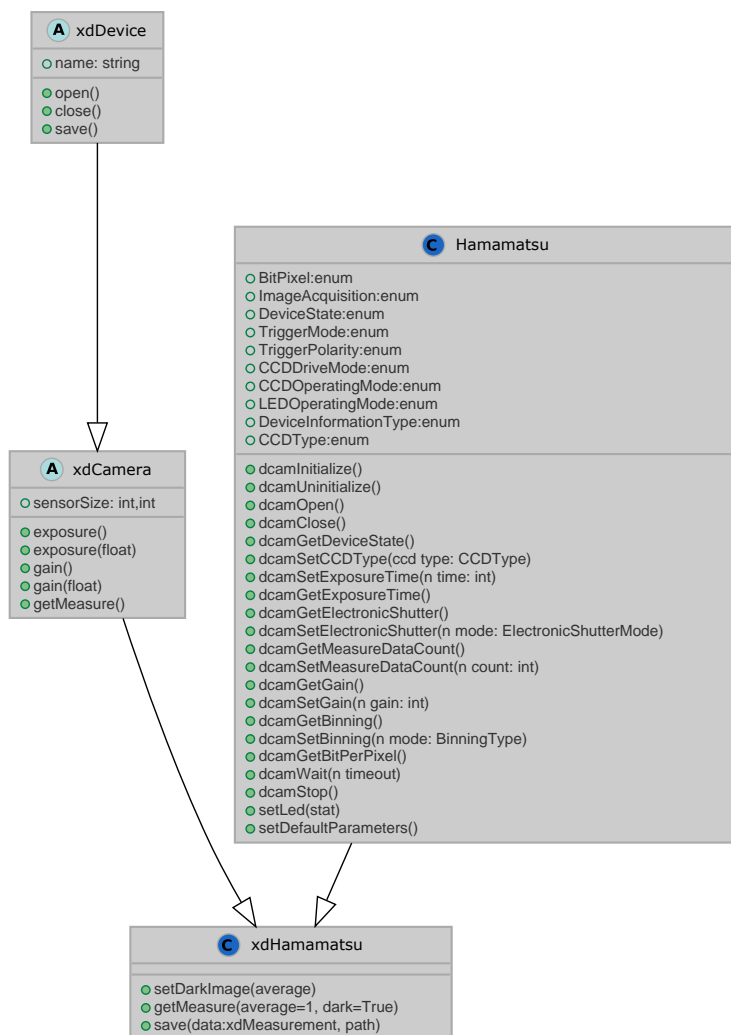 A xdDevice
name: string
open()
close()
save()
C Hamamatsu
BitPixel:enum
ImageAcquisition:enum
DeviceState:enum
TriggerMode:enum
TriggerPolarity:enum
CCDDriveMode:enum
CCDOperatingMode:enum
LEDOperatingMode:enum
DeviceInformationType:enum
CCDType:enum
dcamInitialize()
dcamUninitialize()
dcamOpen()
dcamClose()
dcamGetDeviceState()
dcamSetCCDType(ccd type: CCDType)
dcamSetExposureTime(n time: int)
dcamGetExposureTime()
dcamGetElectronicShutter()
dcamSetElectronicShutter(n mode: ElectronicShutterMode)
dcamGetMeasureDataCount()
dcamSetMeasureDataCount(n count: int)
dcamGetGain()
dcamSetGain(n gain: int)
dcamGetBinning()
dcamSetBinning(n mode: BinningType)
dcamGetBitPerPixel()
dcamWait(n timeout)
dcamStop()
setLed(stat)
setDefaultParameters()
A xdCamera
sensorSize: int,int
exposure()
exposure(float)
gain()
gain(float)
getMeasure()
C xdHamamatsu
setDarkImage(average)
getMeasure(average=1, dark=True)
save(data:xdMeasurement, path)